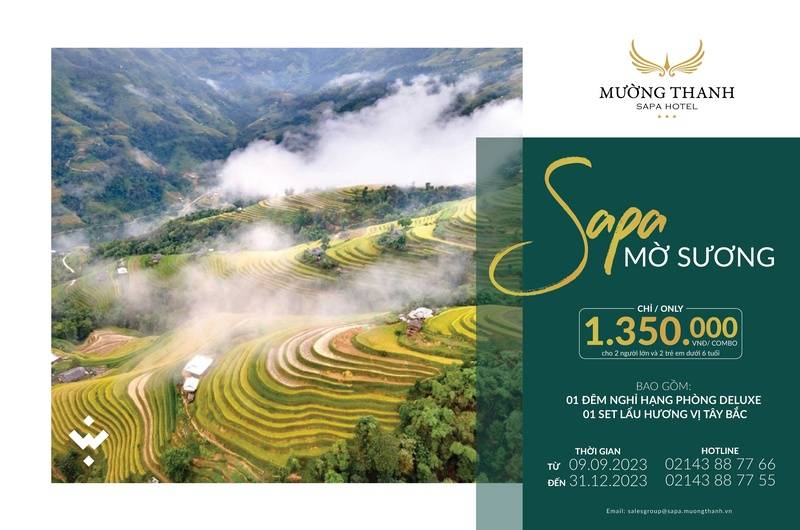 MƯỜNG THANH
SAPA HOTEL
Sapa
MỜ SƯƠNG
CHỈ / ONLY
1.350.000
VNĐ/ COMBO
cho 2 người lớn và 2 trẻ em dưới 6 tuổi
BAO GỒM:
01 ĐÊM NGHỈ HẠNG PHÒNG DELUXE
01 SET LẨU HƯƠNG VỊ TÂY BẮC
THỜI GIAN
TỪ 09.09.2023
ĐẾN 31.12.2023
HOTLINE
02143 88 77 66
02143 88 77 55
Email: salesgroup@sapa.muongthanh.vn